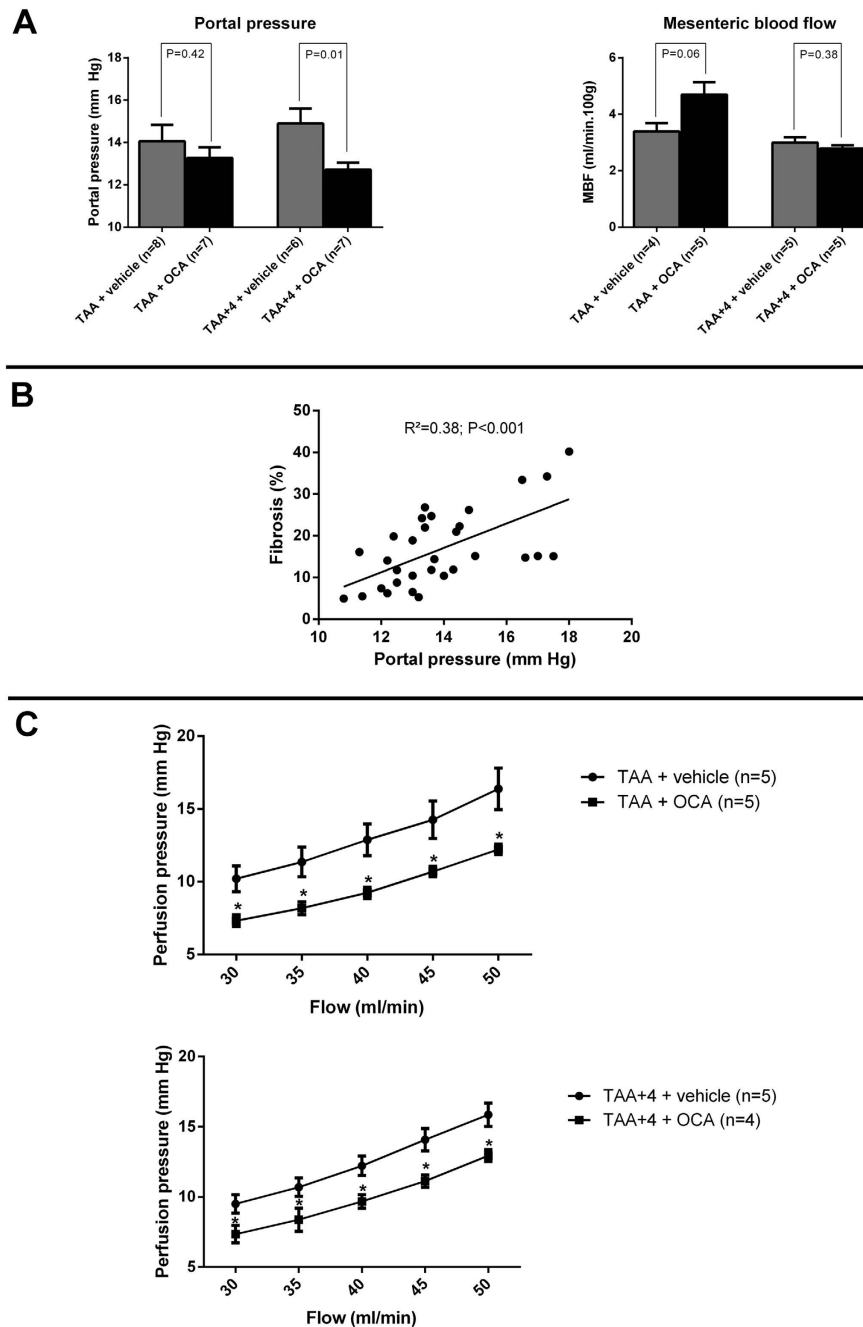 A
Portal pressure
Portal pressure (mm Hg)
18
16
14
12
10
P=0.42
P=0.01
TAA + vehicle (n=8)
TAA + OCA (n=7)
TAA+4 + vehicle (n=6)
TAA+4 + OCA (n=7)
Mesenteric blood flow
MBF (ml/min.100g)
6
4
2
0
P=0.06
P=0.38
TAA + vehicle (n=4)
TAA + OCA (n=5)
TAA+4 + vehicle (n=5)
TAA+4 + OCA (n=5)
B
R²=0.38; P<0.001
Fibrosis (%)
50
40
30
20
10
0
10 12 14 16 18 20
Portal pressure (mm Hg)
C
Perfusion pressure (mm Hg)
20
15
10
5
* * * * *
30 35 40 45 50
Flow (ml/min)
TAA + vehicle (n=5)
TAA + OCA (n=5)
Perfusion pressure (mm Hg)
20
15
10
5
* * * * *
30 35 40 45 50
Flow (ml/min)
TAA+4 + vehicle (n=5)
TAA+4 + OCA (n=4)